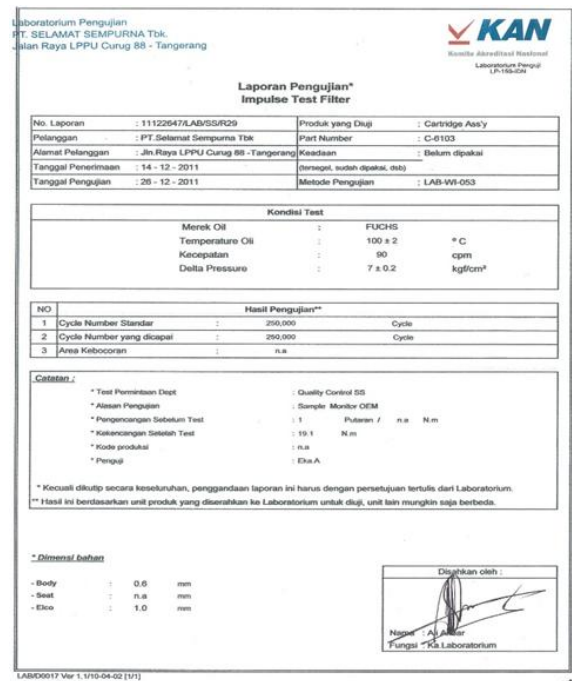 Laboratorium Pengujian
PT. SELAMAT SEMPURNA Tbk.
Jalan Raya LPPU Curug 88 - Tangerang
KAN
Komite Akreditasi Nasional
Laboratorium Penguji
LP-158-IDN
Laporan Pengujian*
Impulse Test Filter
No. Laporan : 11122647/LAB/SS/R29 Produk yang Diuji : Cartridge Ass'y
Pelanggan : PT.Selamat Sempurna Tbk Part Number : C-6103
Alamat Pelanggan : Jln.Raya LPPU Curug 88 -Tangerang Keadaan : Belum dipakai
Tanggal Penerimaan : 14 - 12 - 2011 (tersegel, sudah dipakai, dsb)
Tanggal Pengujian : 26 - 12 - 2011 Metode Pengujian : LAB-WI-053
Kondisi Test
Merek Oil : FUCHS
Temperature Oli : 100 ± 2 ° C
Kecepatan : 90 cpm
Delta Pressure : 7 ± 0.2 kgf/cm²
NO Hasil Pengujian**
1 Cycle Number Standar : 250,000 Cycle
2 Cycle Number yang dicapai : 250,000 Cycle
3 Area Kebocoran : n.a
Catatan :
* Test Permintaan Dept : Quality Control SS
* Alasan Pengujian : Sample Monitor OEM
* Pengencangan Sebelum Test : 1 Putaran / n.a N.m
* Kekencangan Setelah Test : 19.1 N.m
* Kode produksi : n.a
* Penguji : Eka.A
* Kecuali dikutip secara keseluruhan, penggandaan laporan ini harus dengan persetujuan tertulis dari Laboratorium.
** Hasil ini berdasarkan unit produk yang diserahkan ke Laboratorium untuk diuji, unit lain mungkin saja berbeda.
* Dimensi bahan
- Body : 0.6 mm
- Seat : n.a mm
- Elco : 1.0 mm
Disahkan oleh :
Nama :
Fungsi : Ka.Laboratorium
LAB/D0017 Ver 1.1/10-04-02 [1/1]